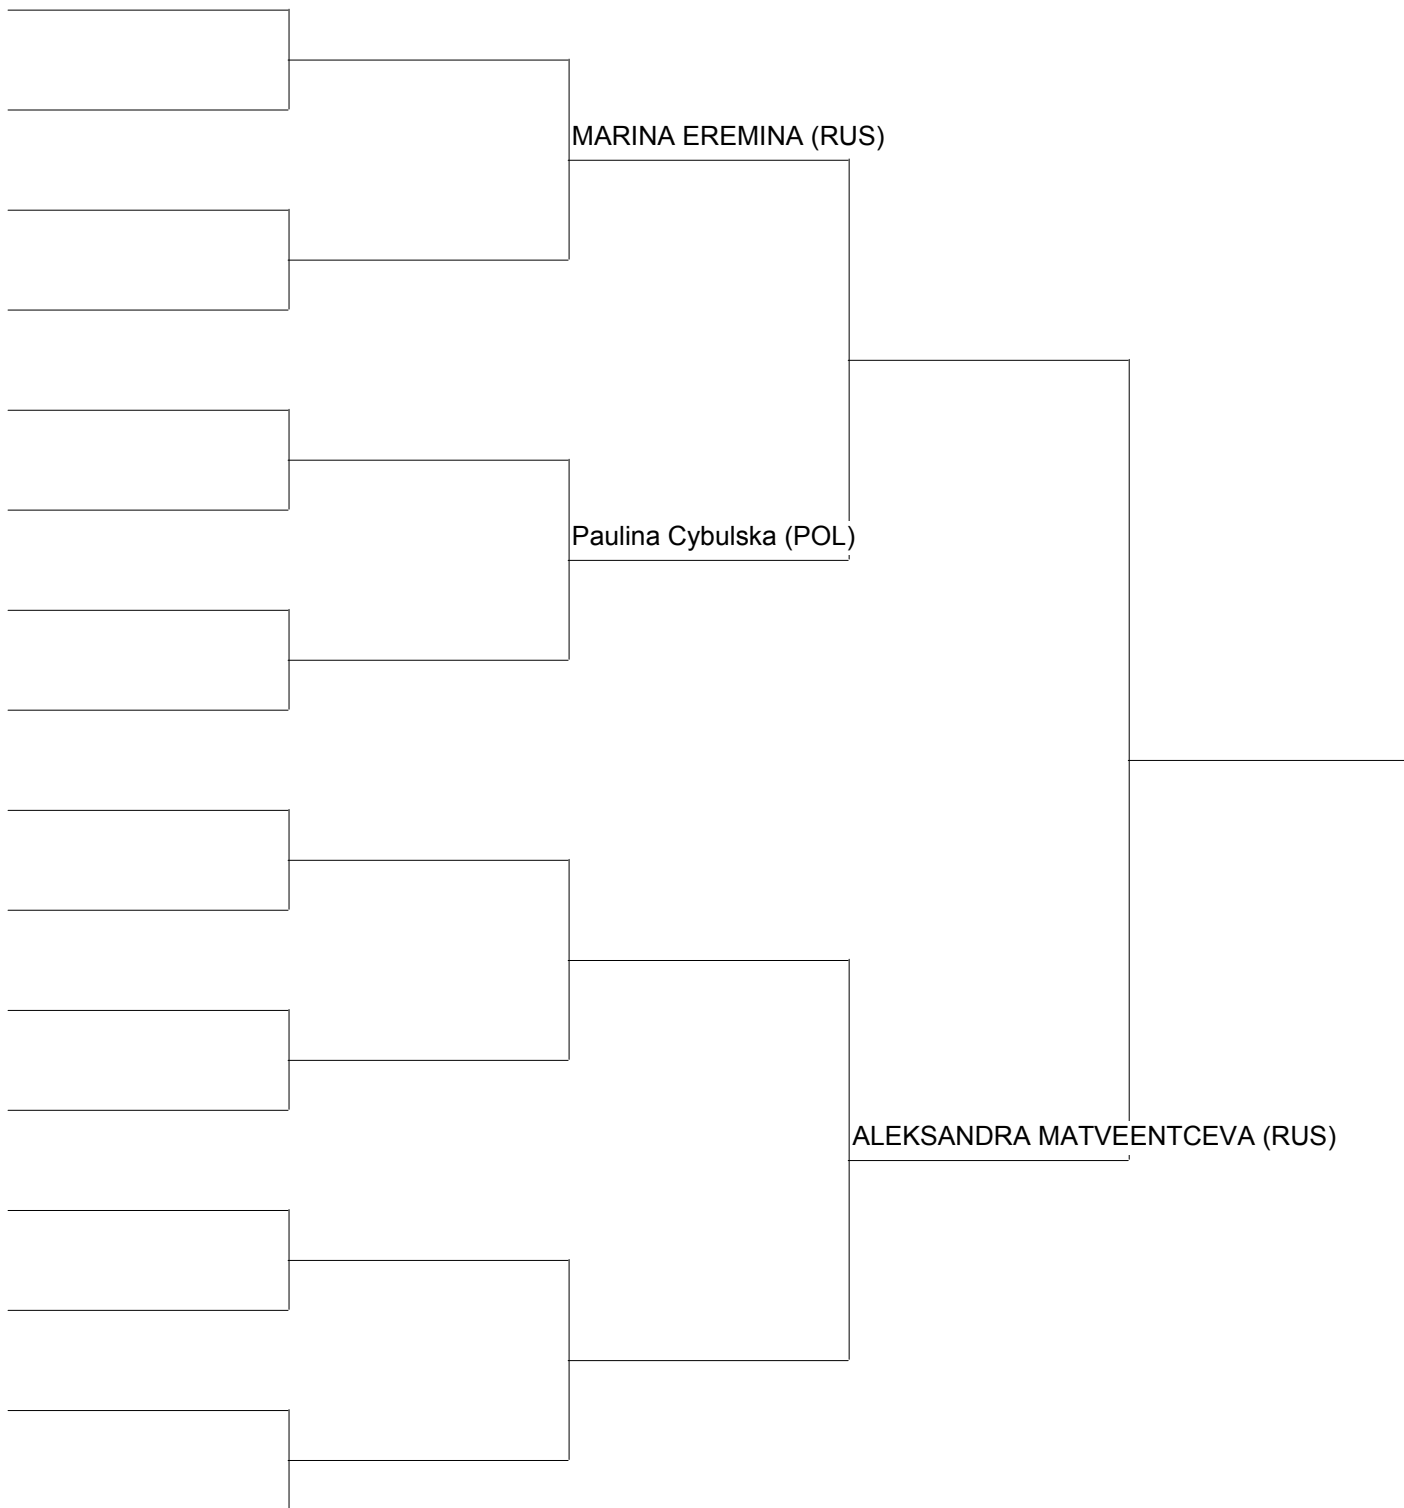 MARINA EREMINA (RUS)
Paulina Cybulska (POL)
ALEKSANDRA MATVEENTCEVA (RUS)